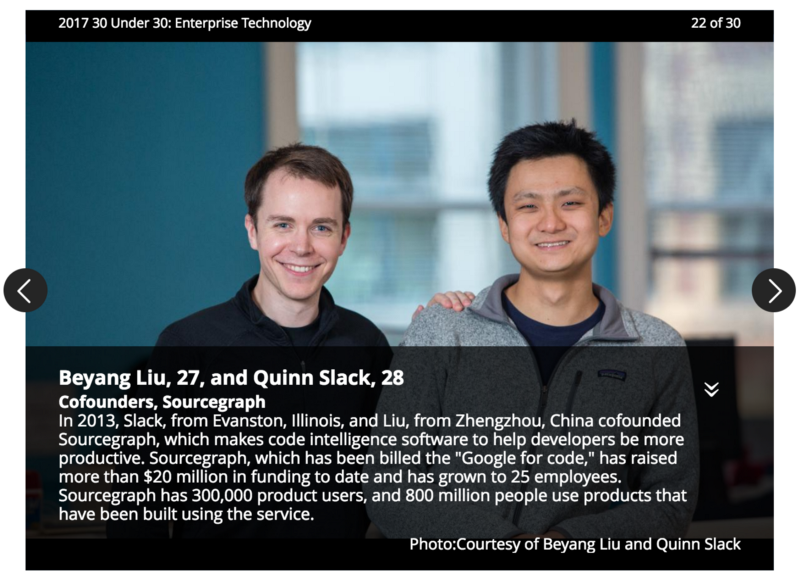 2017 30 Under 30: Enterprise Technology 22 of 30
Beyang Liu, 27, and Quinn Slack, 28
Cofounders, Sourcegraph
In 2013, Slack, from Evanston, Illinois, and Liu, from Zhengzhou, China cofounded
Sourcegraph, which makes code intelligence software to help developers be more
productive. Sourcegraph, which has been billed the "Google for code," has raised
more than $20 million in funding to date and has grown to 25 employees.
Sourcegraph has 300,000 product users, and 800 million people use products that
have been built using the service.
Photo:Courtesy of Beyang Liu and Quinn Slack